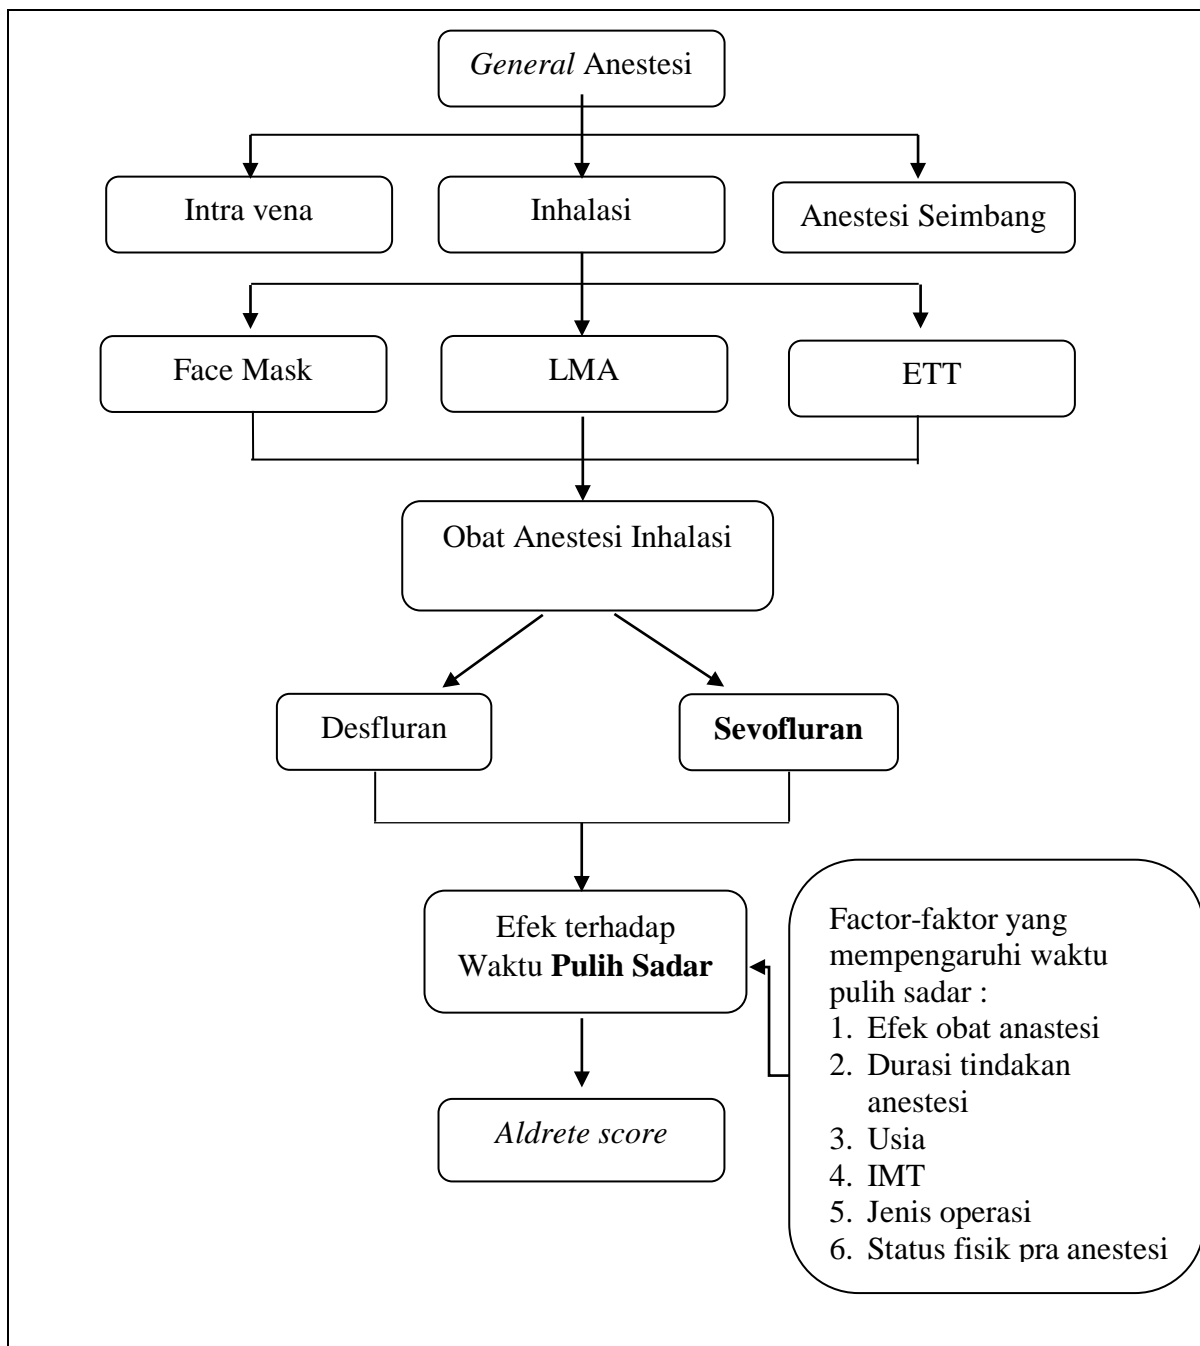 General Anestesi
Intra vena
Inhalasi
Anestesi Seimbang
Face Mask
LMA
ETT
Obat Anestesi Inhalasi
Desfluran
Sevofluran
Efek terhadap
Waktu Pulih Sadar
Factor-faktor yang
mempengaruhi waktu
pulih sadar :
1. Efek obat anastesi
2. Durasi tindakan
anestesi
3. Usia
4. IMT
5. Jenis operasi
6. Status fisik pra anestesi
Aldrete score